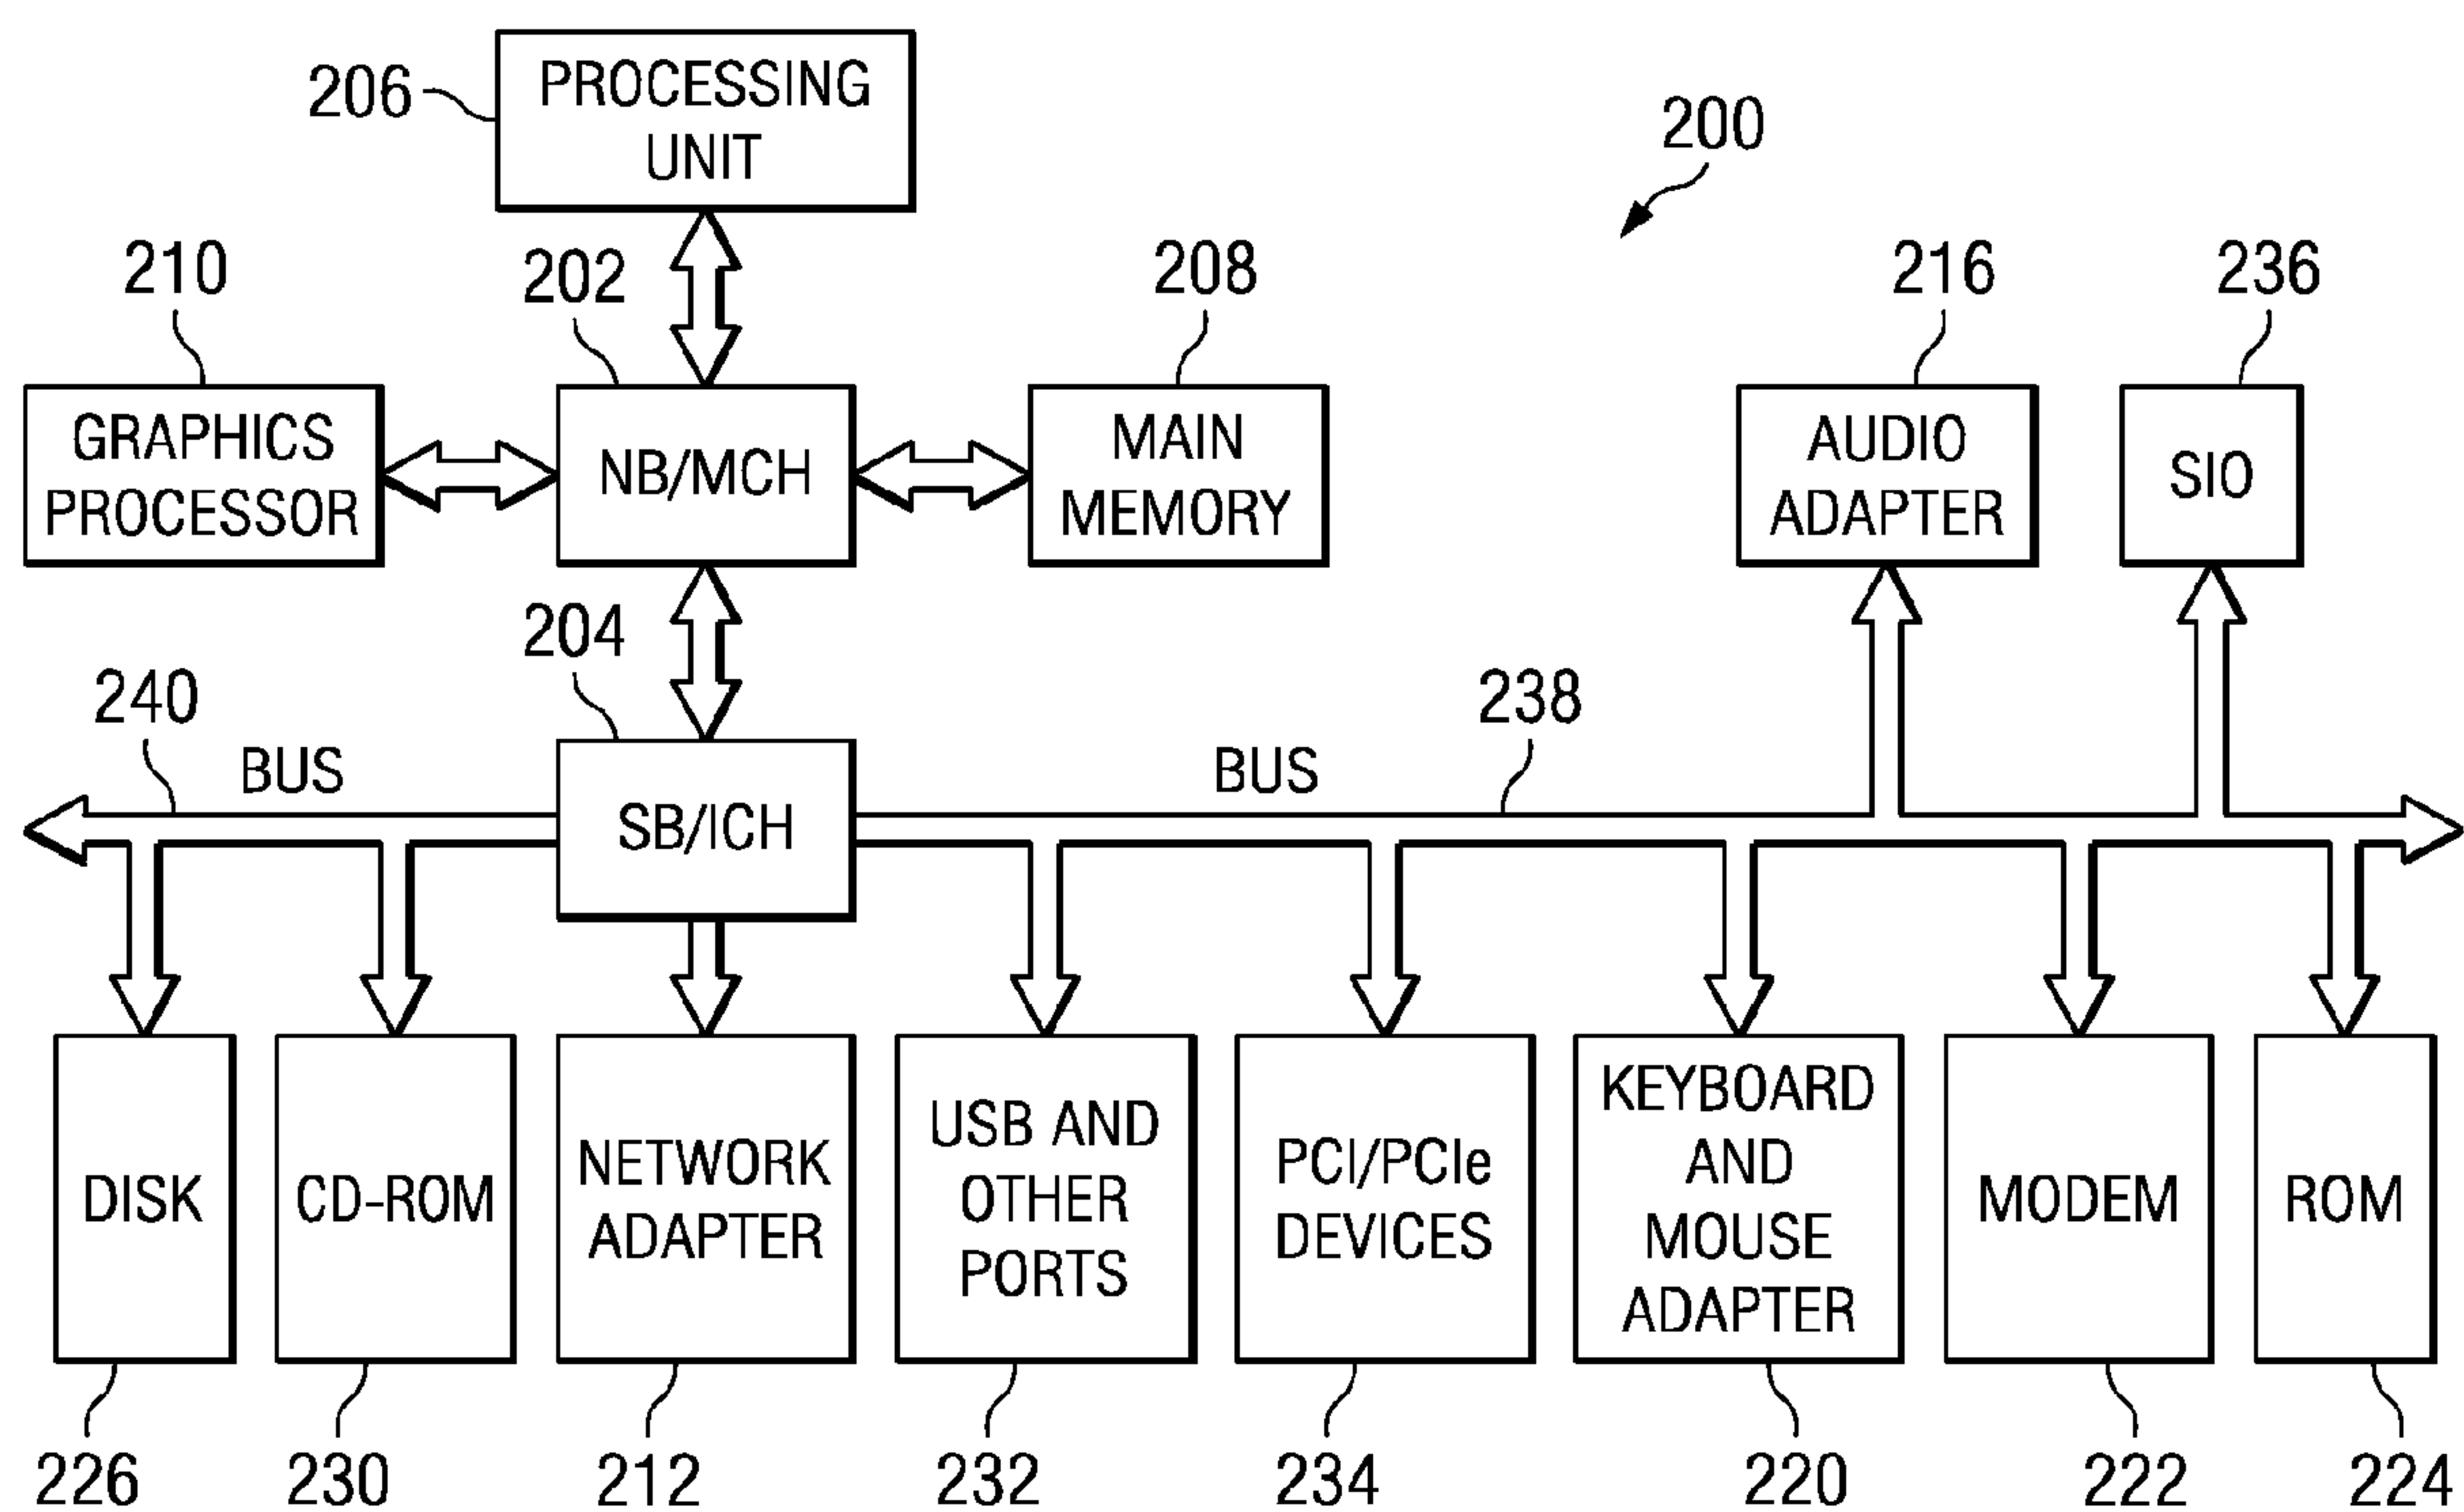 206
PROCESSING
UNIT
200
210
202
208
216
236
GRAPHICS
PROCESSOR
NB/MCH
MAIN
MEMORY
AUDIO
ADAPTER
SIO
204
240
BUS
238
BUS
SB/ICH
DISK
CD-ROM
NETWORK
ADAPTER
USB AND
OTHER
PORTS
PCI/PCIe
DEVICES
KEYBOARD
AND
MOUSE
ADAPTER
MODEM
ROM
226
230
212
232
234
220
222
224